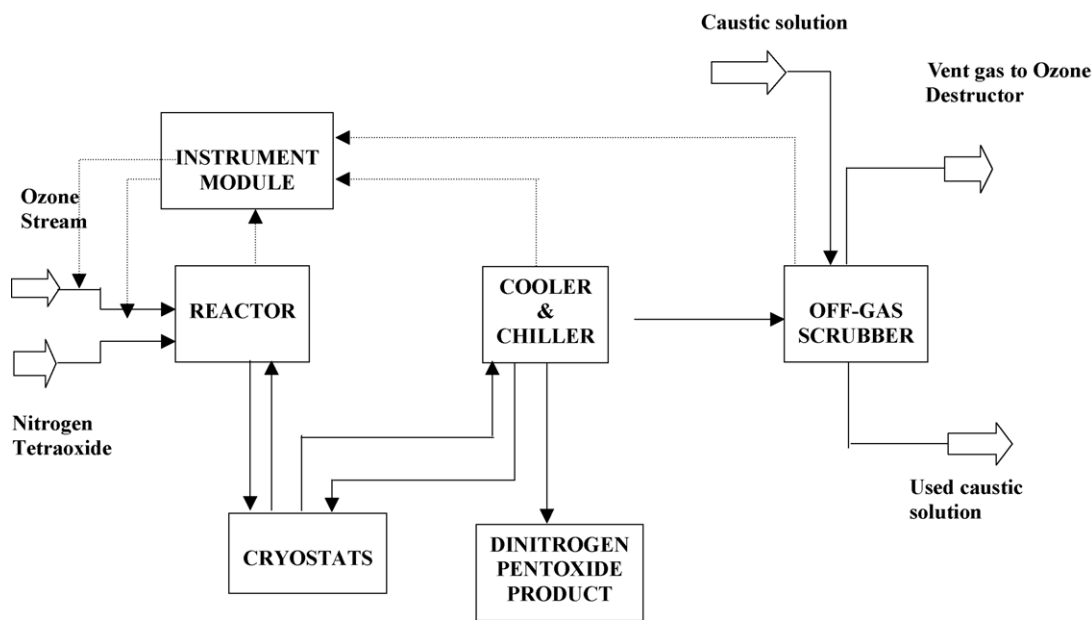 Caustic solution
Vent gas to Ozone
Destructor
INSTRUMENT
MODULE
Ozone
Stream
REACTOR
COOLER
&
CHILLER
OFF-GAS
SCRUBBER
Nitrogen
Tetraoxide
Used caustic
solution
CRYOSTATS
DINITROGEN
PENTOXIDE
PRODUCT